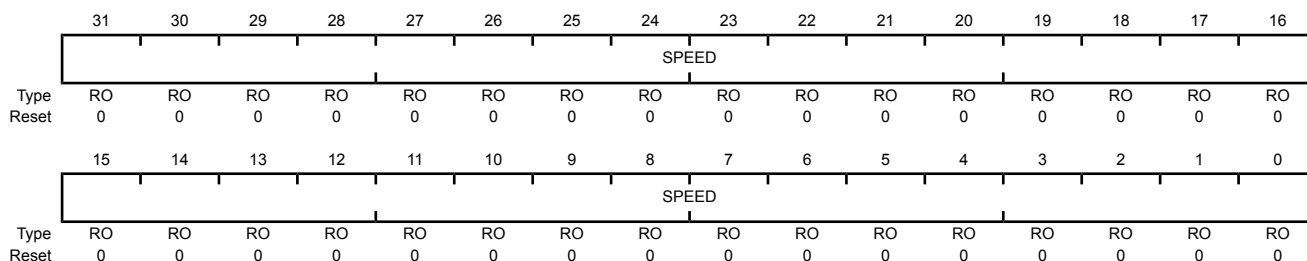 31 30 29 28 27 26 25 24 23 22 21 20 19 18 17 16
SPEED
Type RO RO RO RO RO RO RO RO RO RO RO RO RO RO RO RO
Reset 0 0 0 0 0 0 0 0 0 0 0 0 0 0 0 0
15 14 13 12 11 10 9 8 7 6 5 4 3 2 1 0
SPEED
Type RO RO RO RO RO RO RO RO RO RO RO RO RO RO RO RO
Reset 0 0 0 0 0 0 0 0 0 0 0 0 0 0 0 0